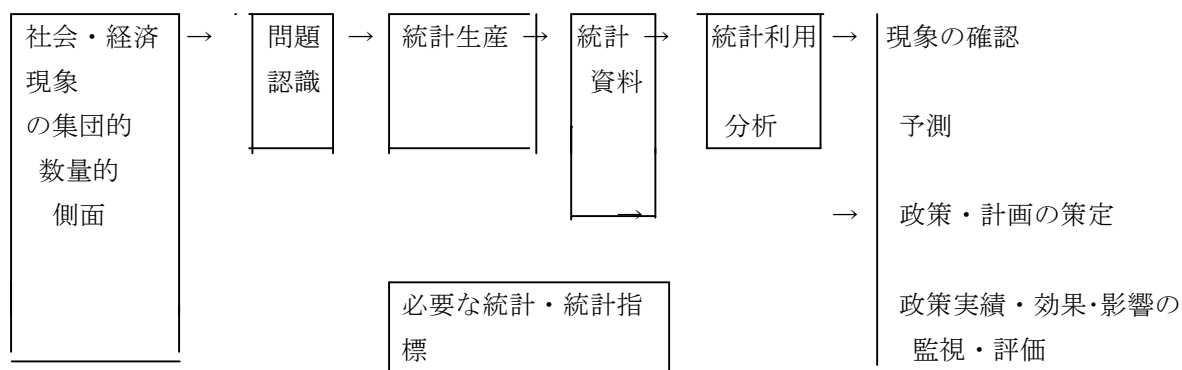 社会・経済 → 問題 → 統計生産 → 統計 → 統計利用 → 現象の確認
現象 認識 資料
の集団的 分析 予測
数量的
側面 → → 政策・計画の策定
必要な統計・統計指 政策実績・効果・影響の
標 監視・評価